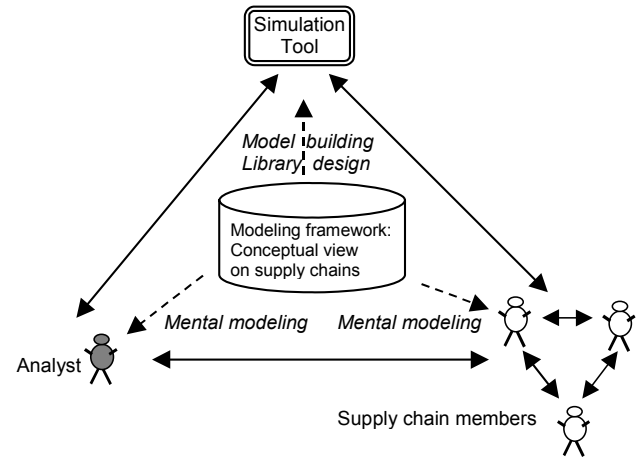 Simulation
Tool
Model building
Library design
Modeling framework:
Conceptual view
on supply chains
Mental modeling
Mental modeling
Analyst
Supply chain members